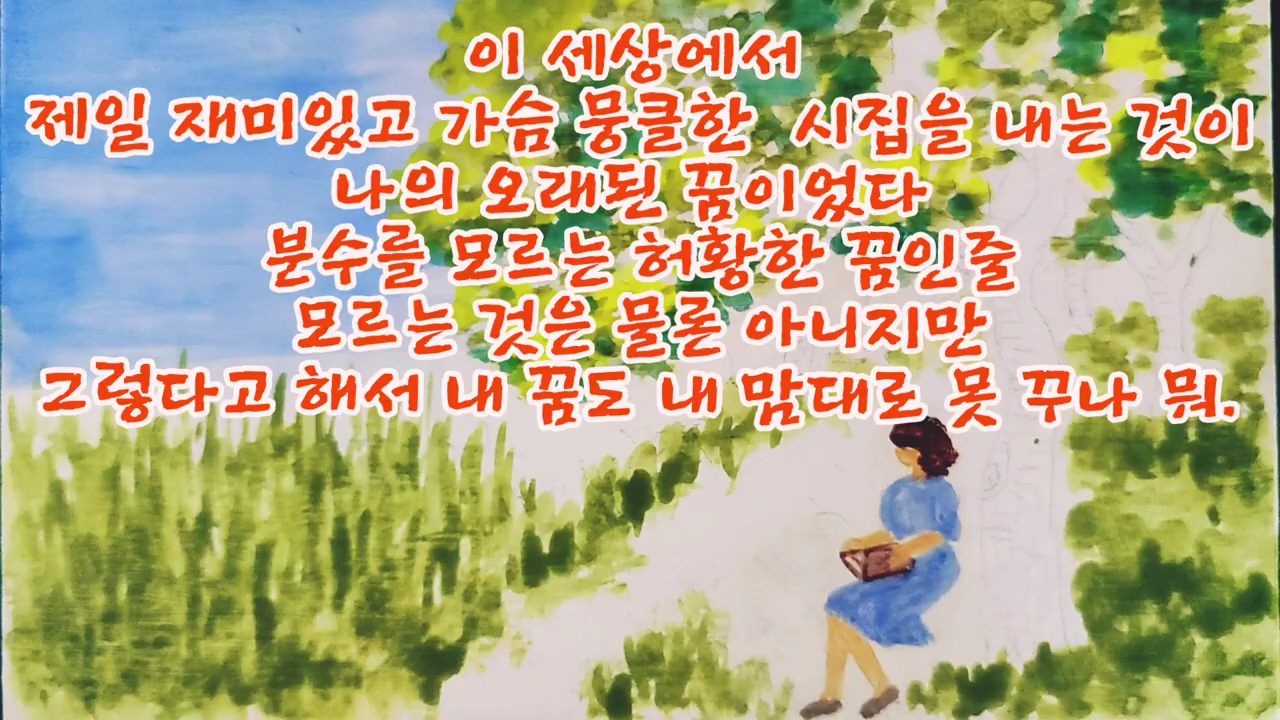 이 세상에서
제일 재미있고 가슴 뭉클한 시집을 내는 것이
나의 오래된 꿈이었다
분수를 모르는 허황한 꿈인줄
모르는 것은 물론 아니지만
그렇다고 해서 내 꿈도 내 맘대로 못 꾸나 뭐.